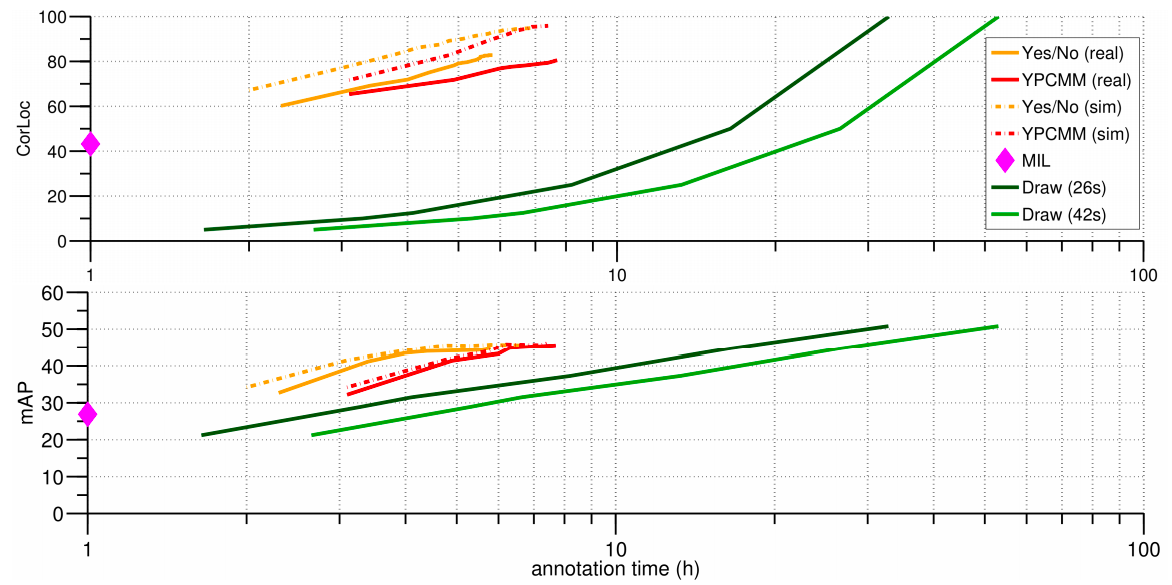 100
80
60
40
20
0
CorLoc
1
10
100
Yes/No (real)
YPCMM (real)
Yes/No (sim)
YPCMM (sim)
MIL
Draw (26s)
Draw (42s)
60
50
40
30
20
10
0
mAP
1
10
100
annotation time (h)